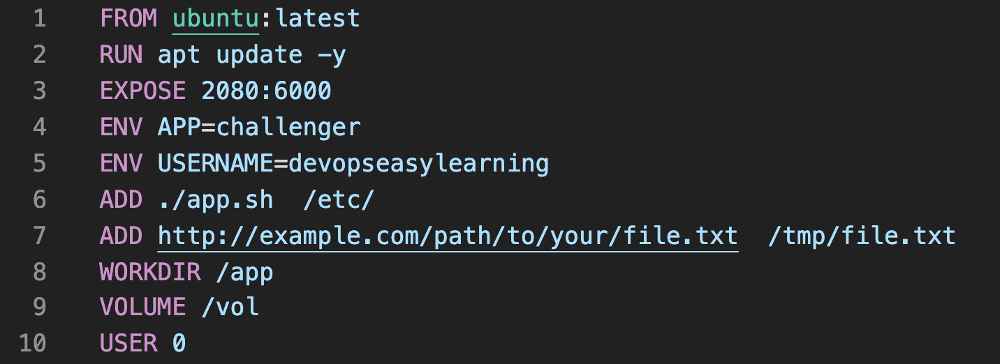 1 FROM ubuntu:latest
2 RUN apt update -y
3 EXPOSE 2080:6000
4 ENV APP=challenger
5 ENV USERNAME=devopseasylearning
6 ADD ./app.sh  /etc/
7 ADD http://example.com/path/to/your/file.txt  /tmp/file.txt
8 WORKDIR /app
9 VOLUME /vol
10 USER 0